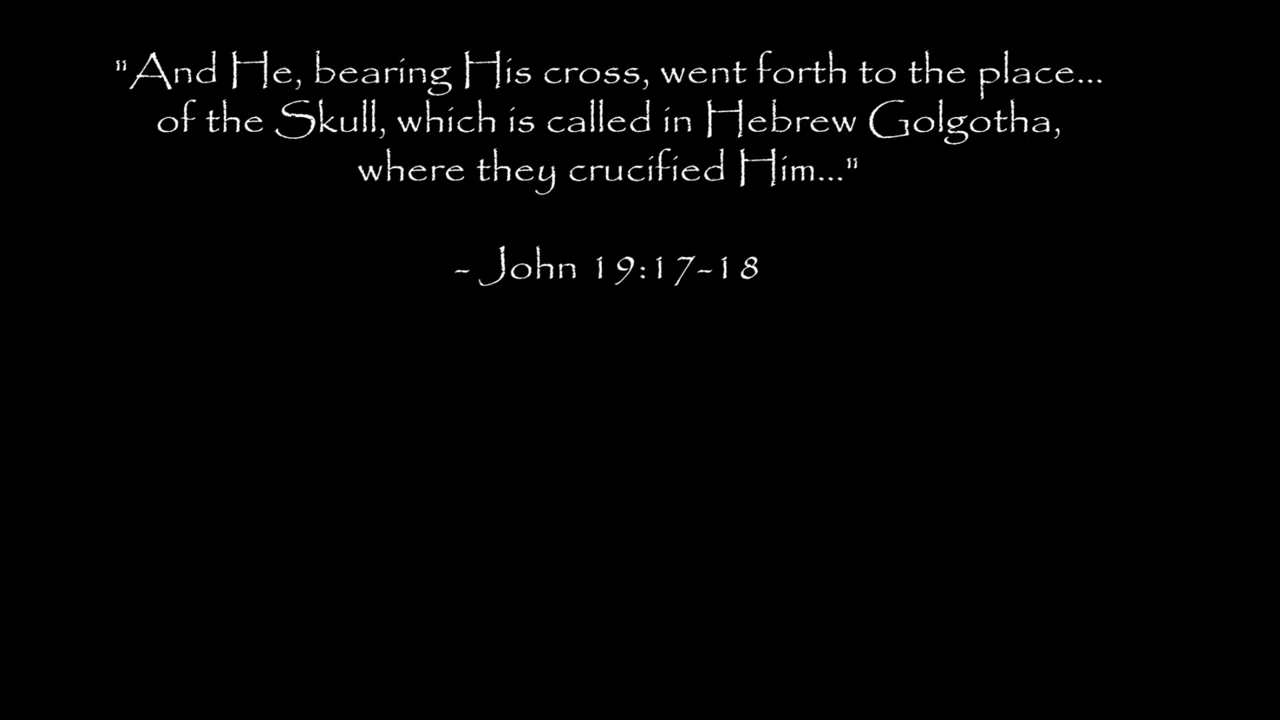 "And He, bearing His cross, went forth to the place...
of the Skull, which is called in Hebrew Golgotha,
where they crucified Him..."
- John 19:17-18